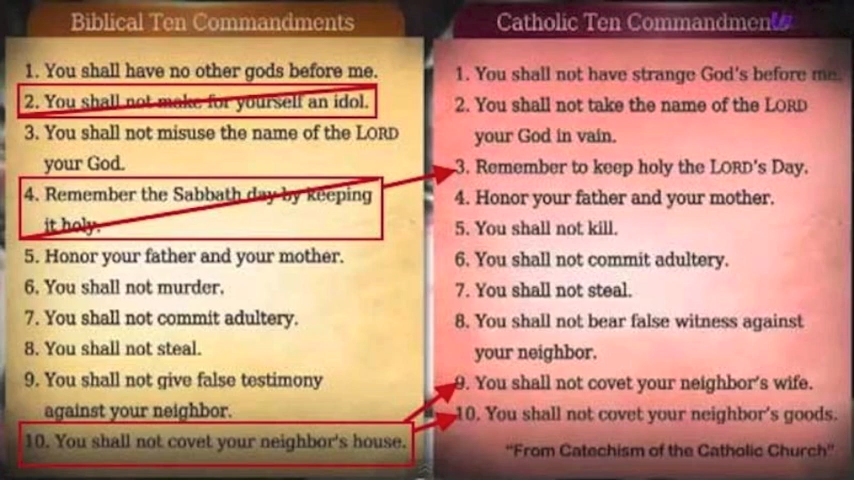 Biblical Ten Commandments
1. You shall have no other gods before me.
2. You shall not make for yourself an idol.
3. You shall not misuse the name of the LORD
your God.
4. Remember the Sabbath day by keeping
it holy.
5. Honor your father and your mother.
6. You shall not murder.
7. You shall not commit adultery.
8. You shall not steal.
9. You shall not give false testimony
against your neighbor.
10. You shall not covet your neighbor's house.
Catholic Ten Commandments
1. You shall not have strange God's before me.
2. You shall not take the name of the LORD
your God in vain.
3. Remember to keep holy the LORD'S Day.
4. Honor your father and your mother.
5. You shall not kill.
6. You shall not commit adultery.
7. You shall not steal.
8. You shall not bear false witness against
your neighbor.
9. You shall not covet your neighbor's wife.
10. You shall not covet your neighbor's goods.
"From Catechism of the Catholic Church"